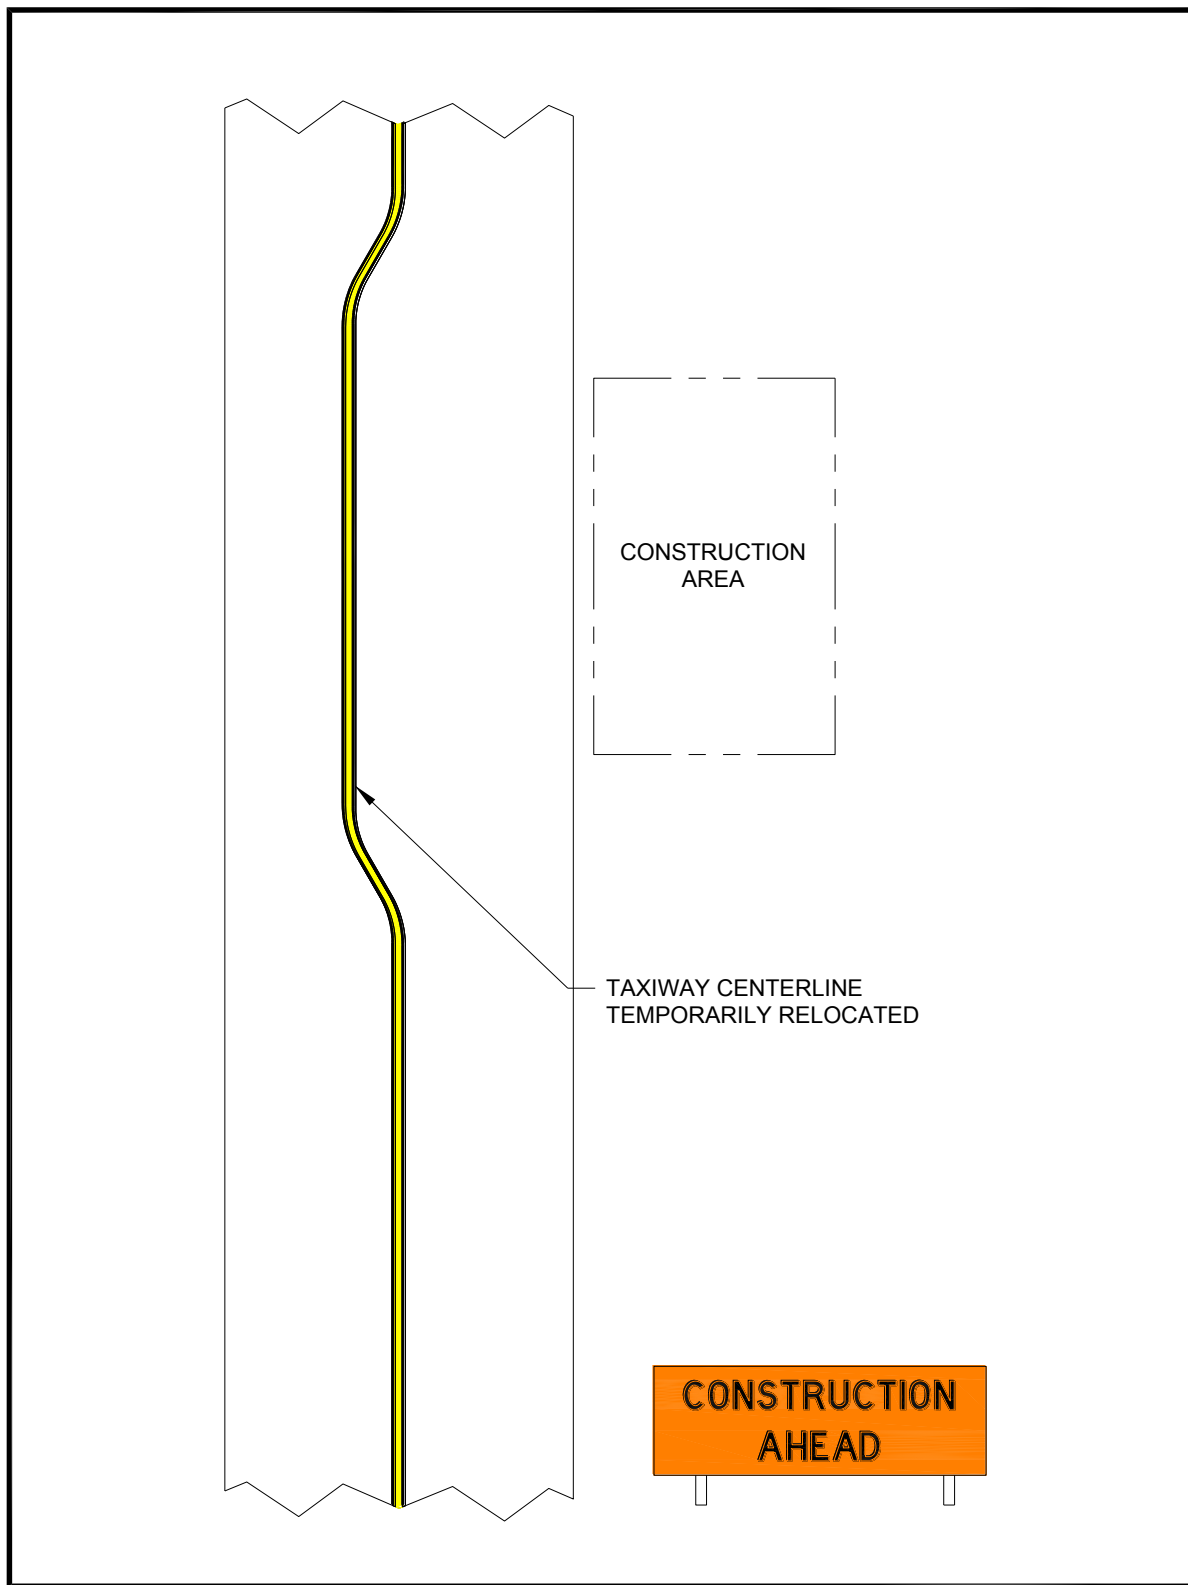 CONSTRUCTION
AREA
TAXIWAY CENTERLINE
TEMPORARILY RELOCATED
CONSTRUCTION
AHEAD